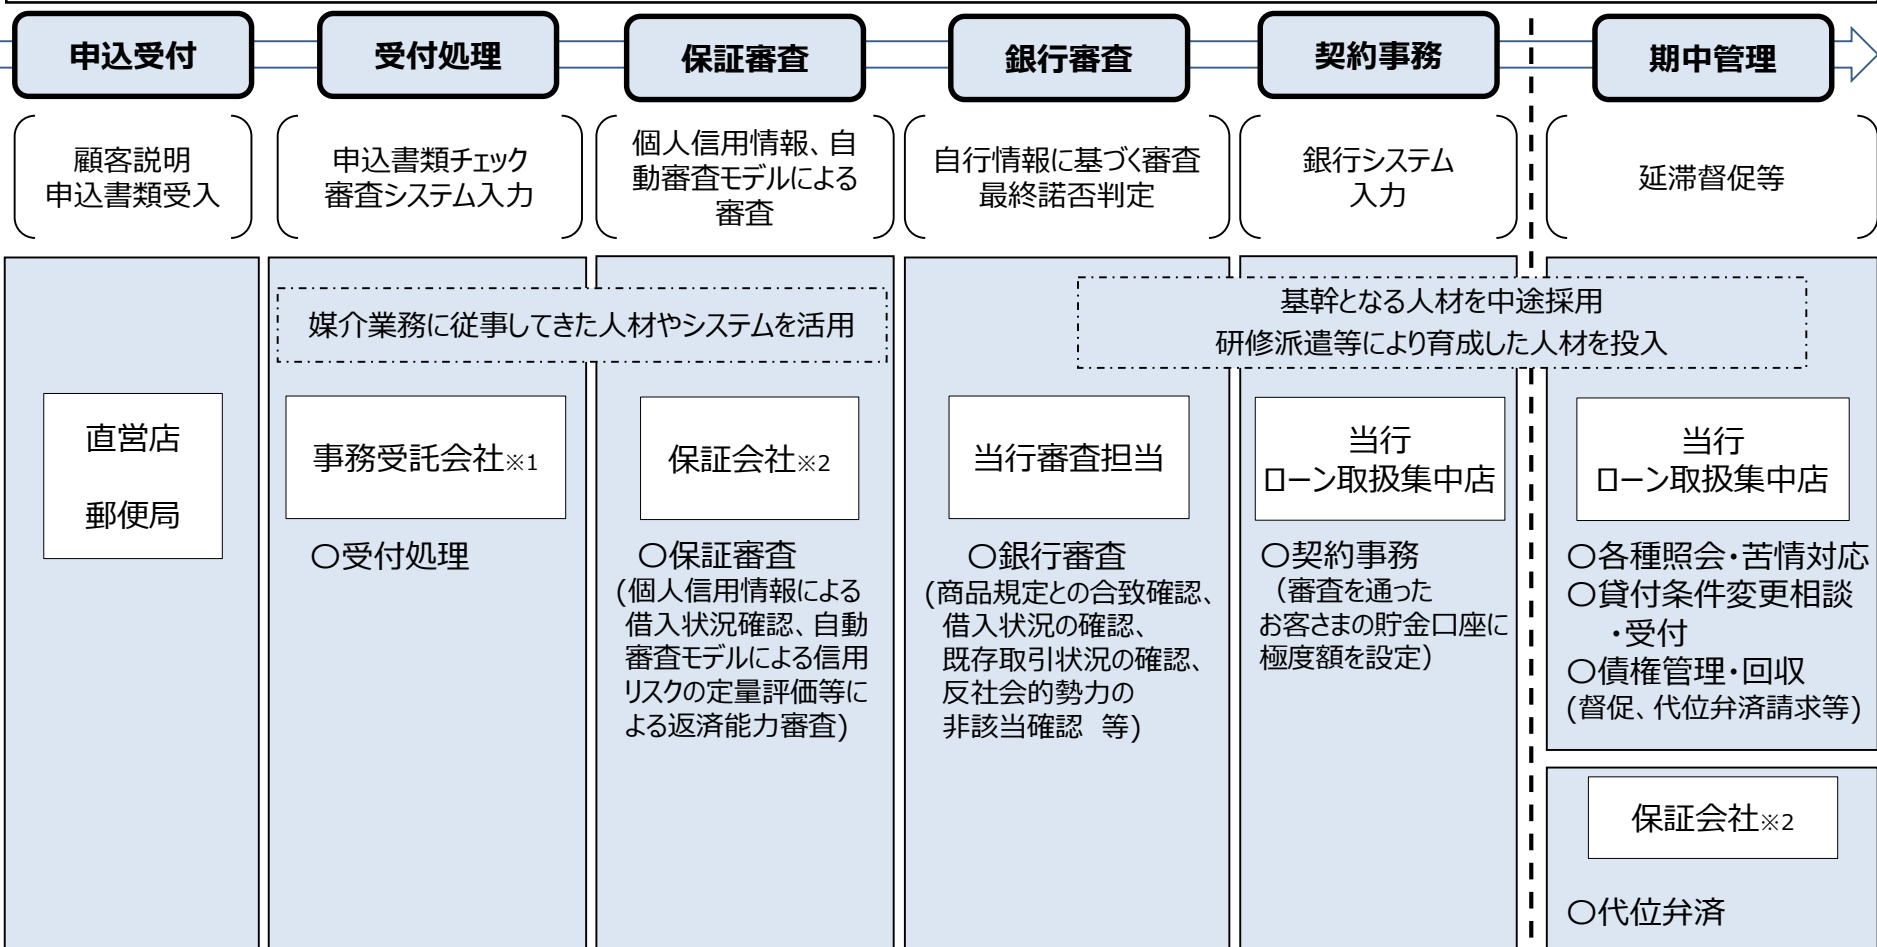 申込受付
受付処理
保証審査
銀行審査
契約事務
期中管理
顧客説明
申込書類受入
申込書類チェック
審査システム入力
個人信用情報、自
動審査モデルによる
審査
自行情報に基づく審査
最終諾否判定
銀行システム
入力
延滞督促等
媒介業務に従事してきた人材やシステムを活用
基幹となる人材を中途採用
研修派遣等により育成した人材を投入
直営店
郵便局
事務受託会社※1
〇受付処理
保証会社※2
〇保証審査
(個人信用情報による
借入状況確認、自動
審査モデルによる信用
リスクの定量評価等に
よる返済能力審査)
当行審査担当
〇銀行審査
(商品規定との合致確認、
借入状況の確認、
既存取引状況の確認、
反社会的勢力の
非該当確認 等)
当行
ローン取扱集中店
〇契約事務
（審査を通った
お客さまの貯金口座に
極度額を設定）
当行
ローン取扱集中店
〇各種照会・苦情対応
〇貸付条件変更相談
・受付
〇債権管理・回収
(督促、代位弁済請求等)
保証会社※2
〇代位弁済